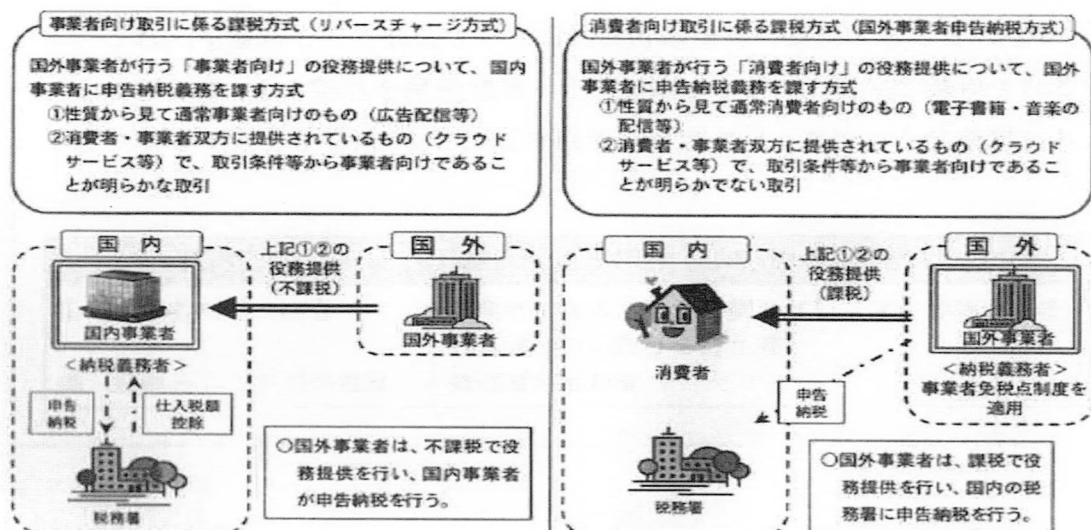 事業者向け取引に係る課税方式(リバースチャージ方式)
国外事業者が行う「事業者向け」の役務提供について、国内
事業者に申告納税義務を課す方式
①性質から見て通常事業者向けのもの(広告配信等)
②消費者・事業者双方に提供されているもの(クラウド
サービス等)で、取引条件等から事業者向けであるこ
とが明らかな取引
国内
上記①②の
役務提供
(不課税)
国外
国内事業者
国外事業者
<納税義務者>
申告
納税
仕入税額
控除
税務署
○国外事業者は、不課税で役
務提供を行い、国内事業者
が申告納税を行う。
消費者向け取引に係る課税方式(国外事業者申告納税方式)
国外事業者が行う「消費者向け」の役務提供について、国外
事業者に申告納税義務を課す方式
①性質から見て通常消費者向けのもの(電子書籍・音楽の
配信等)
②消費者・事業者双方に提供されているもの(クラウド
サービス等)で、取引条件等から事業者向けであるこ
とが明らかでない取引
国内
上記①②の
役務提供
(課税)
国外
消費者
国外事業者
<納税義務者>
事業者免税点制度を
適用
申告
納税
税務署
○国外事業者は、課税で役
務提供を行い、国内の税
務署に申告納税を行う。